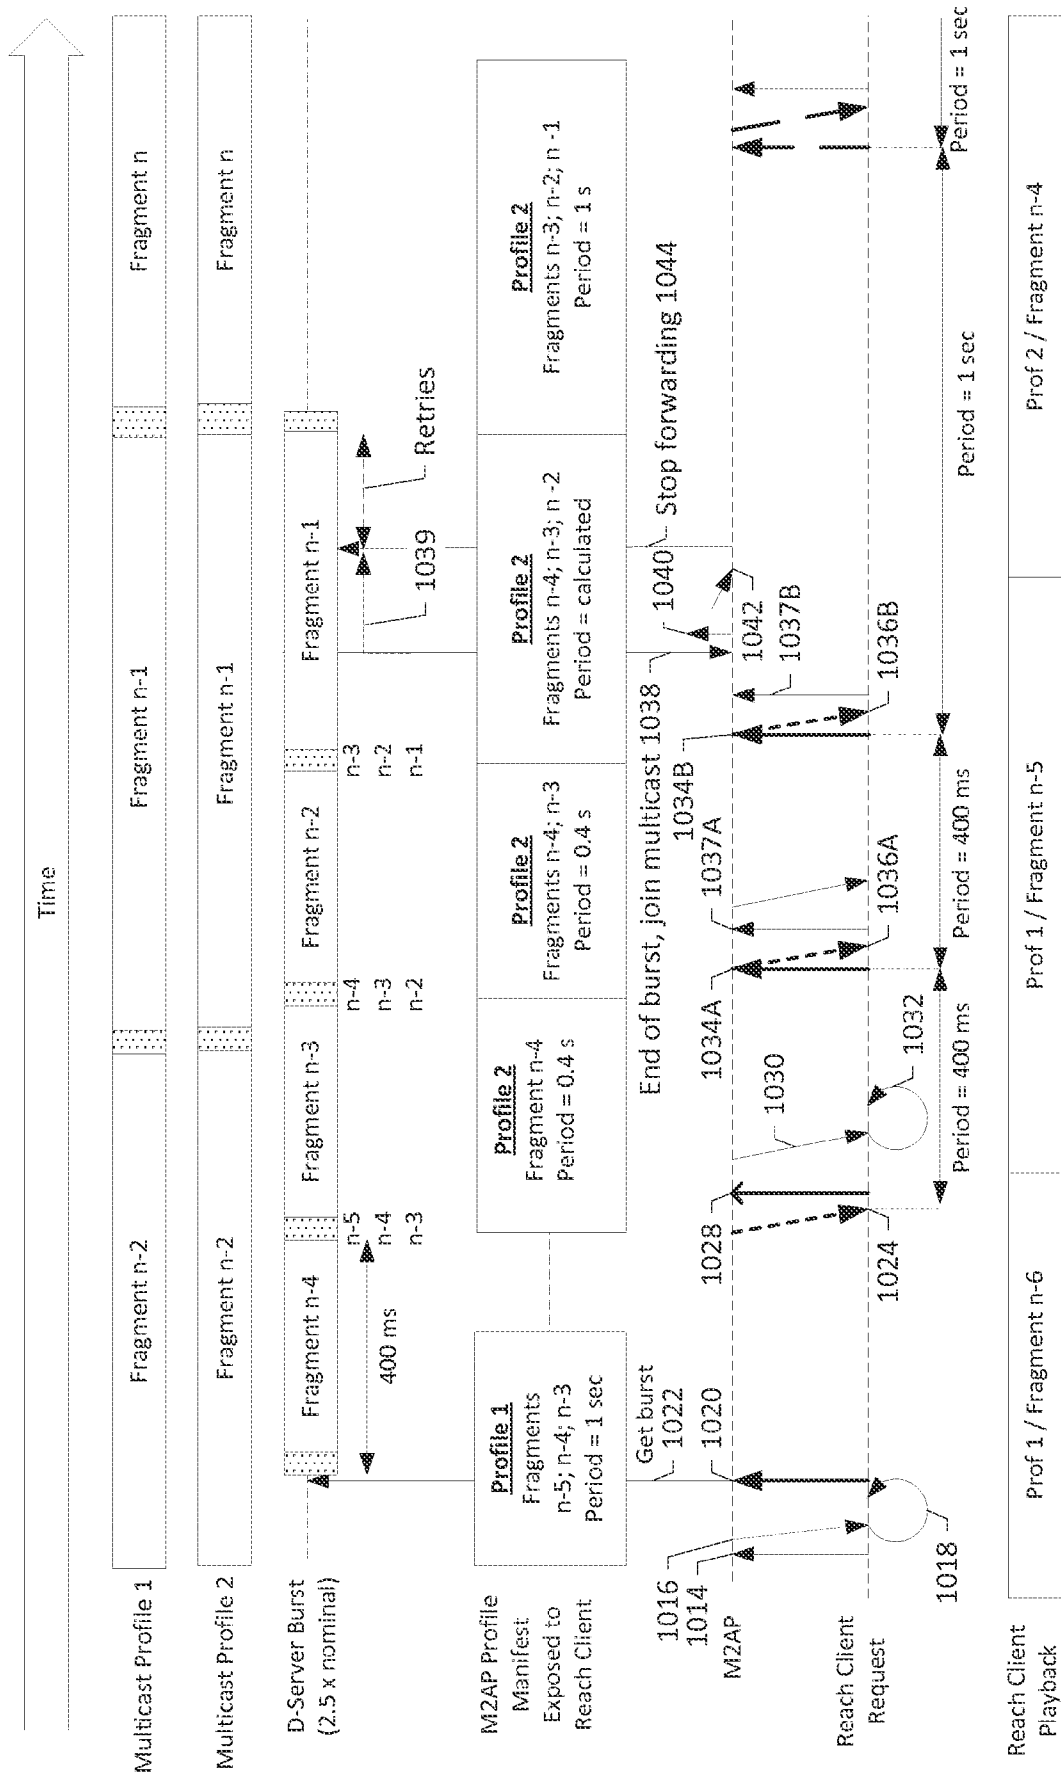 Time
Multicast Profile 1
Fragment n-2
Fragment n-1
Fragment n
Multicast Profile 2
Fragment n-2
Fragment n-1
Fragment n
D-Server Burst
(2.5 x nominal)
Fragment n-4
Fragment n-3
Fragment n-2
Fragment n-1
400 ms
n-5
n-4
n-3
n-4
n-3
n-2
n-3
n-2
n-1
1039
Retries
M2AP Profile
Manifest
Exposed to
Reach Client
Profile 1
Fragments
n-5; n-4; n-3
Period = 1 sec
Profile 2
Fragment n-4
Period = 0.4 s
Profile 2
Fragments n-4; n-3
Period = 0.4 s
Profile 2
Fragments n-4; n-3; n -2
Period = calculated
Profile 2
Fragments n-3; n-2; n -1
Period = 1 s
Get burst
1022
End of burst, join multicast 1038
1040
Stop forwarding 1044
M2AP
1016
1014
1020
1028
1030
1034A
1037A
1034B
1042
1037B
Reach Client
Request
1018
1024
1032
1036A
1036B
Period = 400 ms
Period = 400 ms
Period = 1 sec
Period = 1 sec
Reach Client
Playback
Prof 1 / Fragment n-6
Prof 1 / Fragment n-5
Prof 2 / Fragment n-4